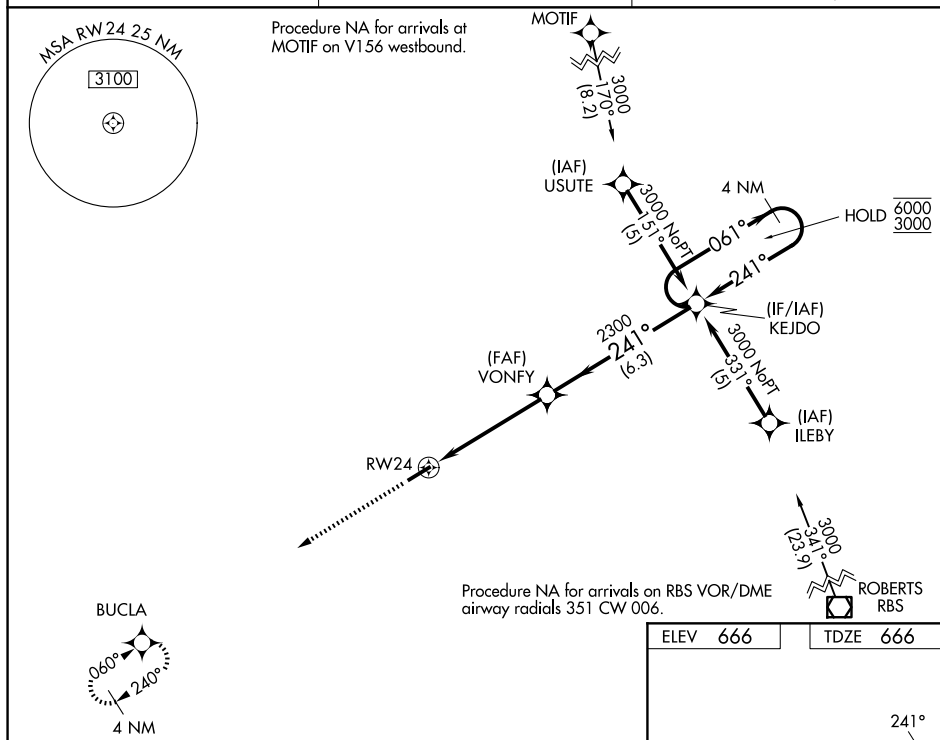 Procedure NA for arrivals at
MOTIF on V156 westbound.
MOTIF
MSA RW 24 25 NM
3100
3000
170°
(8.2)
(IAF)
USUTE
3000 NoPT
151°
(5)
4 NM
061°
241°
HOLD 6000
3000
(IF/IAF)
KEJDO
2300
241°
(6.3)
(FAF)
VONFY
3000 NoPT
331°
(5)
(IAF)
ILEBY
RW24
3000
341°
(23.9)
Procedure NA for arrivals on RBS VOR/DME
airway radials 351 CW 006.
ROBERTS
RBS
BUCLA
060°
240°
4 NM
ELEV 666
TDZE 666
241°